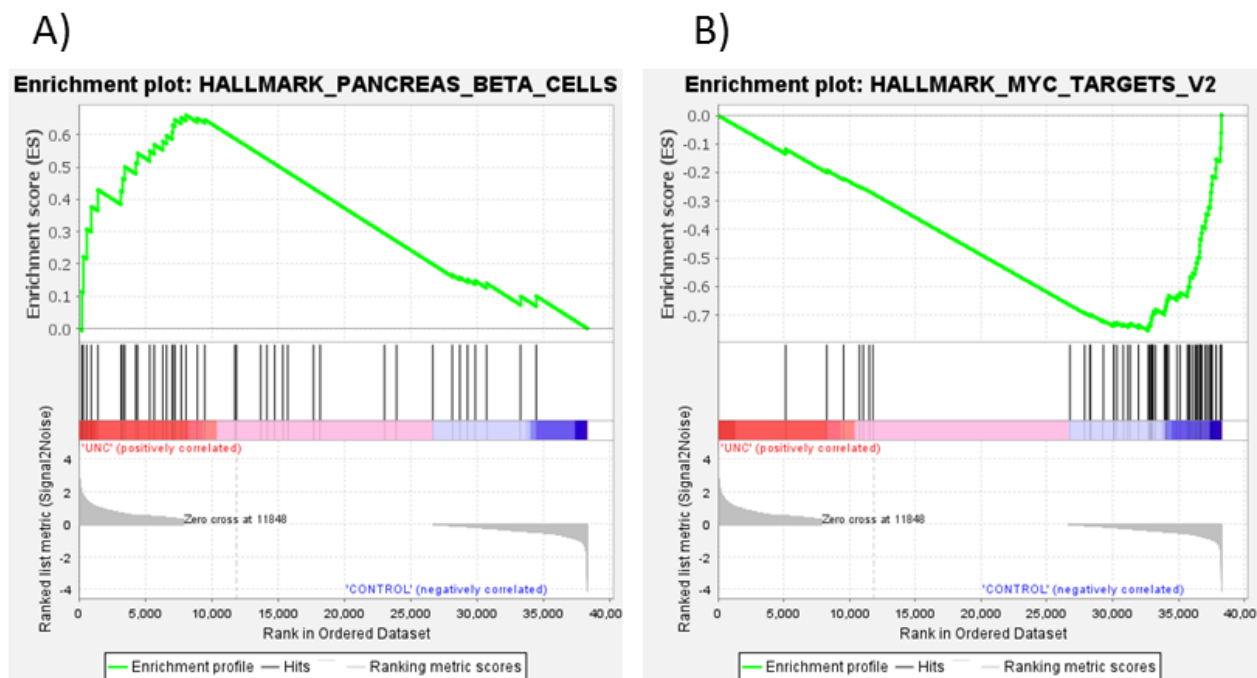 A)
Enrichment plot: HALLMARK_PANCREAS_BETA_CELLS
Enrichment score (ES)
0.6
0.5
0.4
0.3
0.2
0.1
0.0
'UNC' (positively correlated)
Ranked list metric (Signal2Noise)
4
2
0
-2
-4
Zero cross at 11848
'CONTROL' (negatively correlated)
0 5,000 10,000 15,000 20,000 25,000 30,000 35,000 40,00
Rank in Ordered Dataset
Enrichment profile Hits Ranking metric scores
B)
Enrichment plot: HALLMARK_MYC_TARGETS_V2
Enrichment score (ES)
0.0
-0.1
-0.2
-0.3
-0.4
-0.5
-0.6
-0.7
'UNC' (positively correlated)
Ranked list metric (Signal2Noise)
4
2
0
-2
-4
Zero cross at 11848
'CONTROL' (negatively correlated)
0 5,000 10,000 15,000 20,000 25,000 30,000 35,000 40,00
Rank in Ordered Dataset
Enrichment profile Hits Ranking metric scores